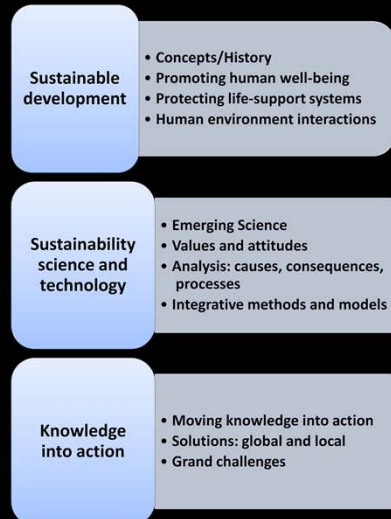 Sustainable
development
• Concepts/History
• Promoting human well-being
• Protecting life-support systems
• Human environment interactions
Sustainability
science and
technology
• Emerging Science
• Values and attitudes
• Analysis: causes, consequences,
processes
• Integrative methods and models
Knowledge
into action
• Moving knowledge into action
• Solutions: global and local
• Grand challenges